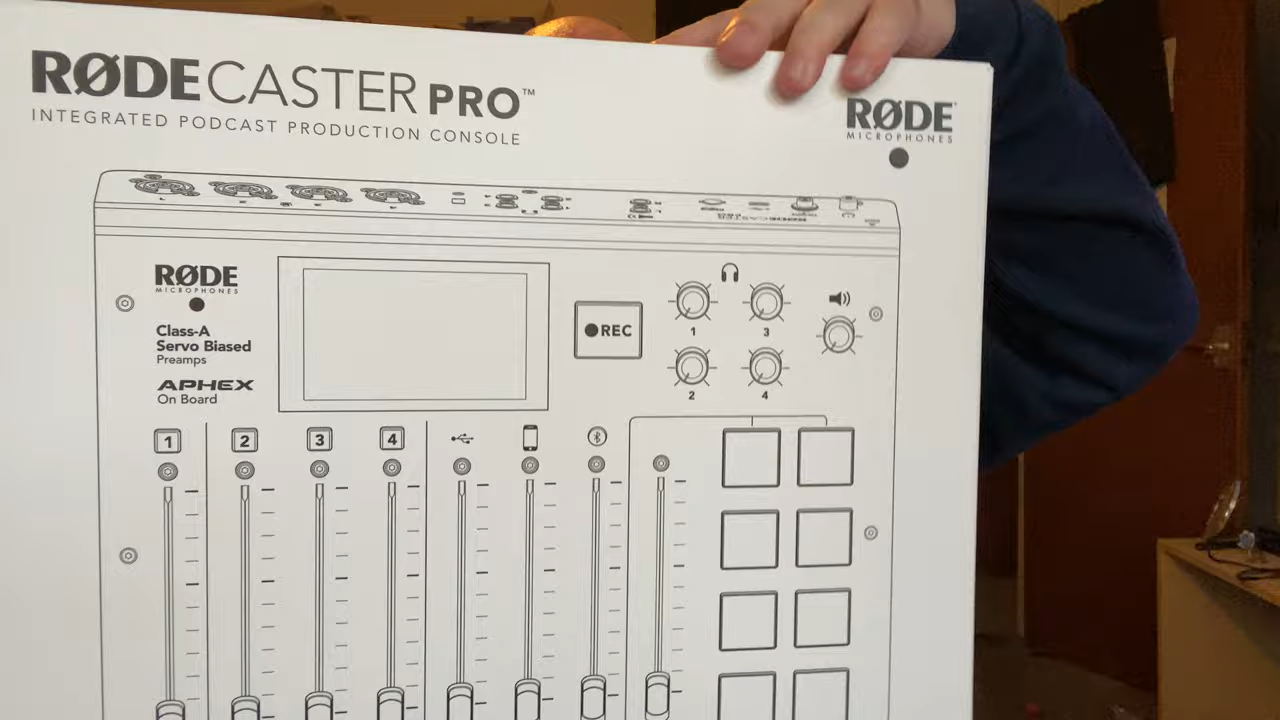 RØDECASTER PRO™
INTEGRATED PODCAST PRODUCTION CONSOLE
RØDE
MICROPHONES
RØDE
MICROPHONES
Class-A
Servo Biased
Preamps
APHEX
On Board
REC
1
3
2
4
1
2
3
4